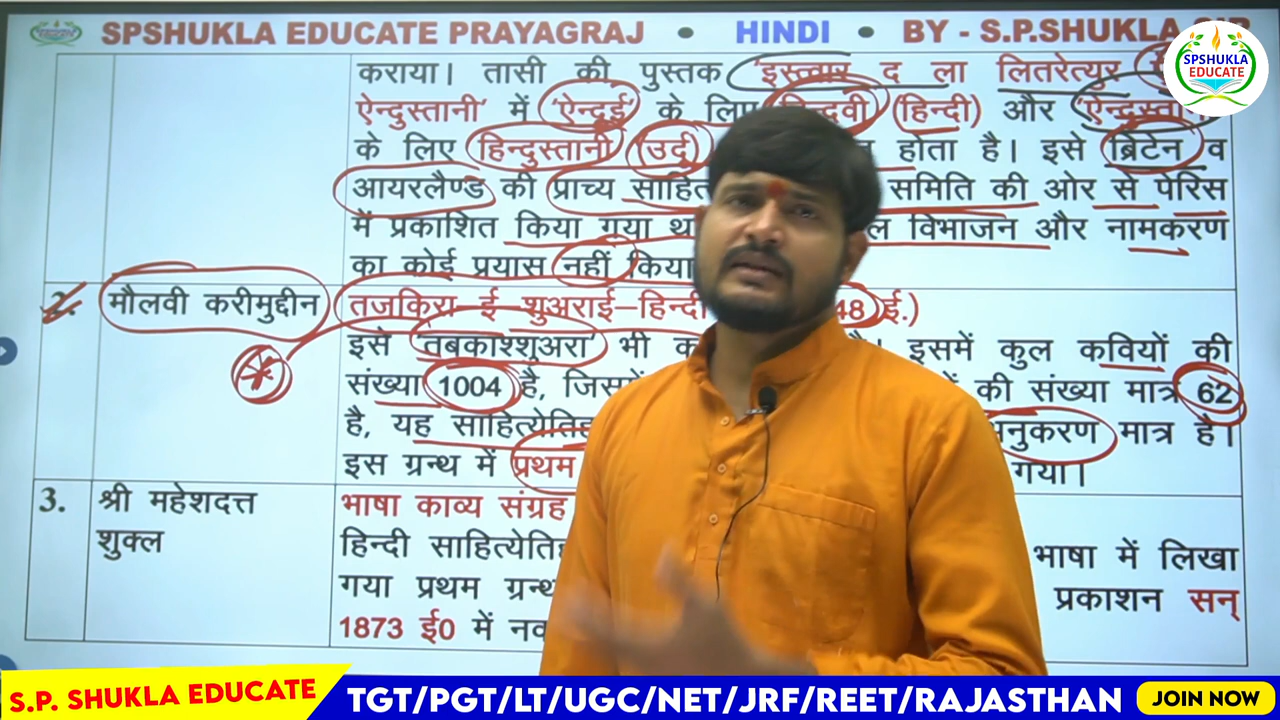 SPSHUKLA EDUCATE PRAYAGRAJ • HINDI • BY - S.P.SHUKLA SIR
SPSHUKLA
EDUCATE
कराया। तासी की पुस्तक 'इस्त्वार द ला लितरेत्युर
ऐन्दुस्तानी' में 'ऐन्दुई' के लिए हिन्दवी (हिन्दी) और 'ऐन्दुस्तानी'
के लिए हिन्दुस्तानी (उर्दू) होता है। इसे ब्रिटेन व
आयरलैण्ड की प्राच्य समिति की ओर से पेरिस
में प्रकाशित किया गया विभाजन और नामकरण
का कोई प्रयास नहीं किया
2. मौलवी करीमुद्दीन तजकिरा ई शुअराई–हिन्दी 48 ई.)
इसे 'तबकाश्शुअरा' भी है। इसमें कुल कवियों की
संख्या 1004 है, की संख्या मात्र 62
है, यह अनुकरण मात्र है।
इस ग्रन्थ में प्रथम गया।
3. श्री महेशदत्त भाषा काव्य संग्रह
शुक्ल हिन्दी भाषा में लिखा
गया प्रथम ग्रन्थ प्रकाशन सन्
1873 ई0 में
S.P. SHUKLA EDUCATE
TGT/PGT/LT/UGC/NET/JRF/REET/RAJASTHAN
JOIN NOW